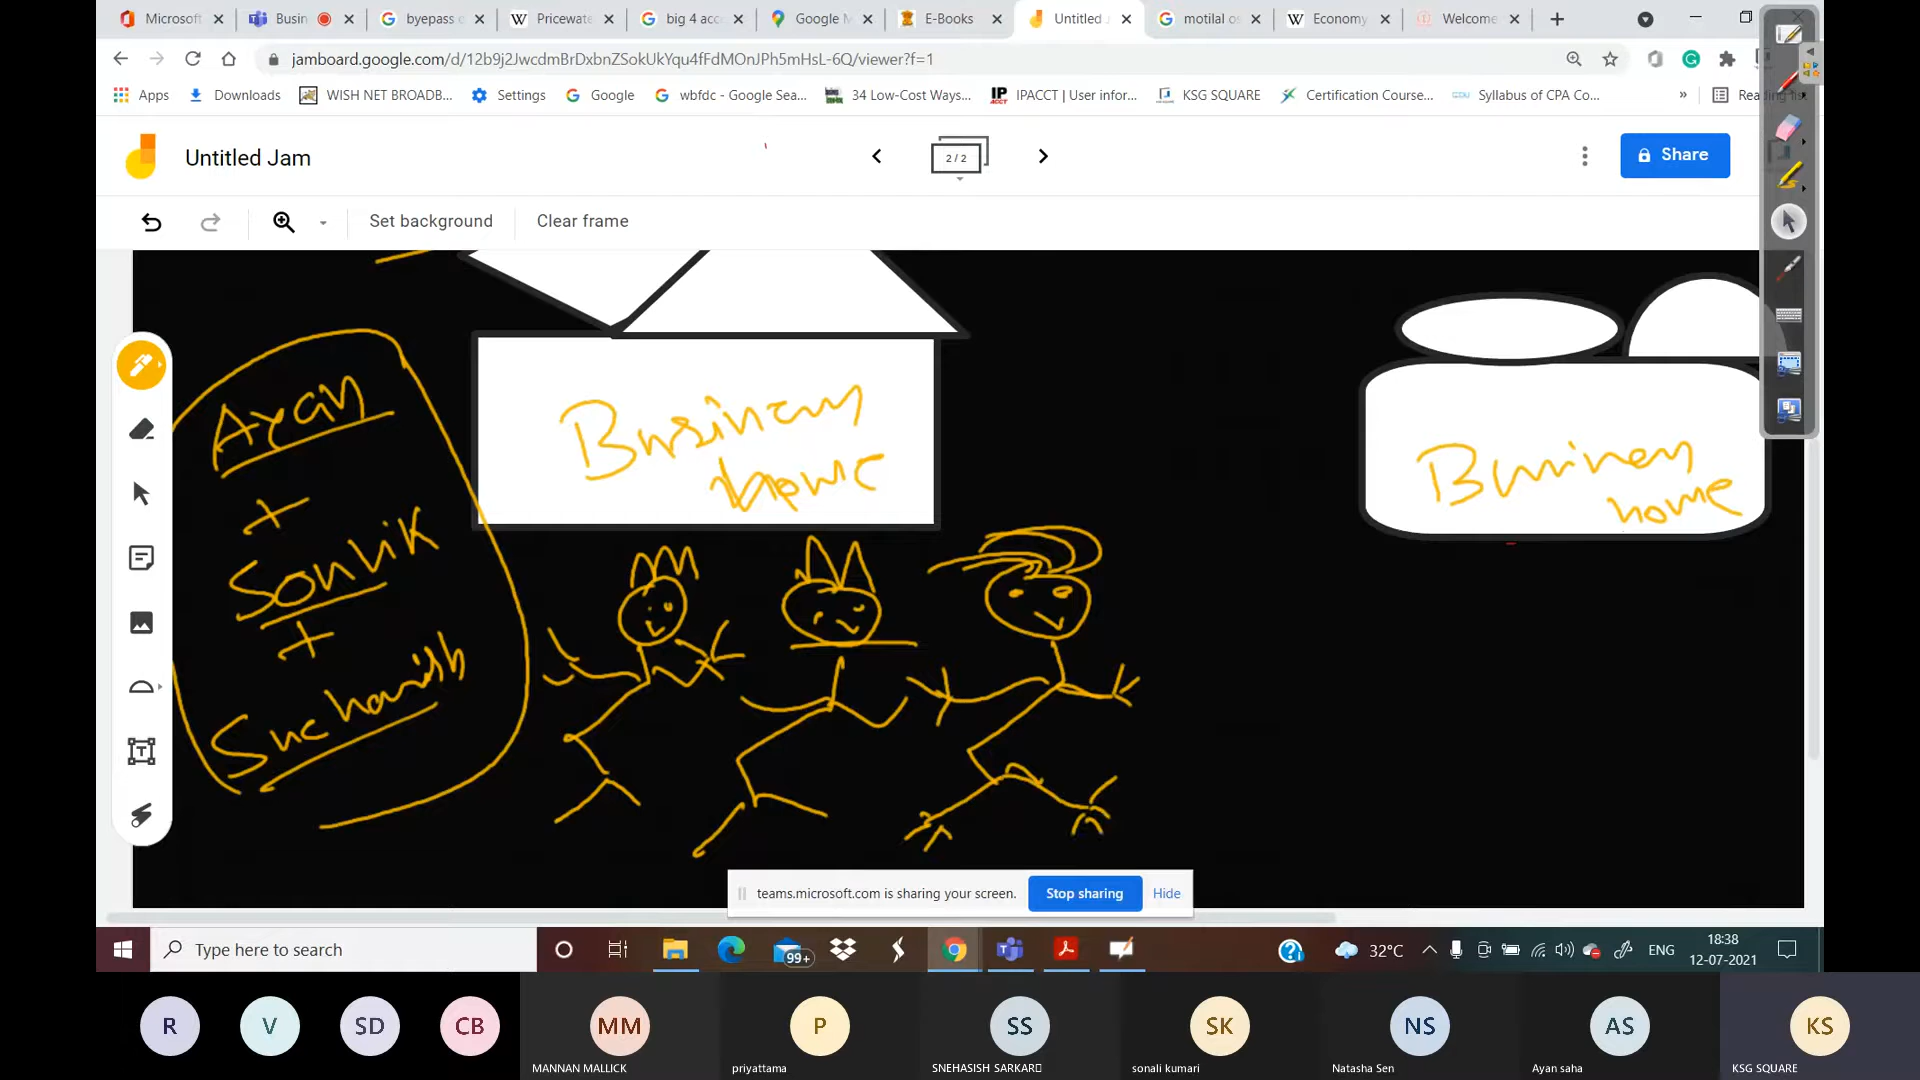 Microsoft
Busin
byepass
Pricewate
big 4 acc
Google M
E-Books
Untitled
motilal os
Economy
Welcome
jamboard.google.com/d/12b9j2JwcdmBrDxbnZSokUkYqu4fFdMOnJPh5mHsL-6Q/viewer?f=1
Apps
Downloads
WISH NET BROADB...
Settings
Google
wbfdc - Google Sea...
34 Low-Cost Ways...
IPACCT | User infor...
KSG SQUARE
Certification Course...
Syllabus of CPA Co...
»
Untitled Jam
2 / 2
Share
Set background
Clear frame
Ayan
+
Souvik
+
Business
home
Business
home
teams.microsoft.com is sharing your screen.
Stop sharing
Hide
Type here to search
99+
32°C
ENG
18:38
12-07-2021
R
V
SD
CB
MM
P
SS
SK
NS
AS
KS
MANNAN MALLICK
priyattama
SNEHASISH SARKAR
sonali kumari
Natasha Sen
Ayan saha
KSG SQUARE